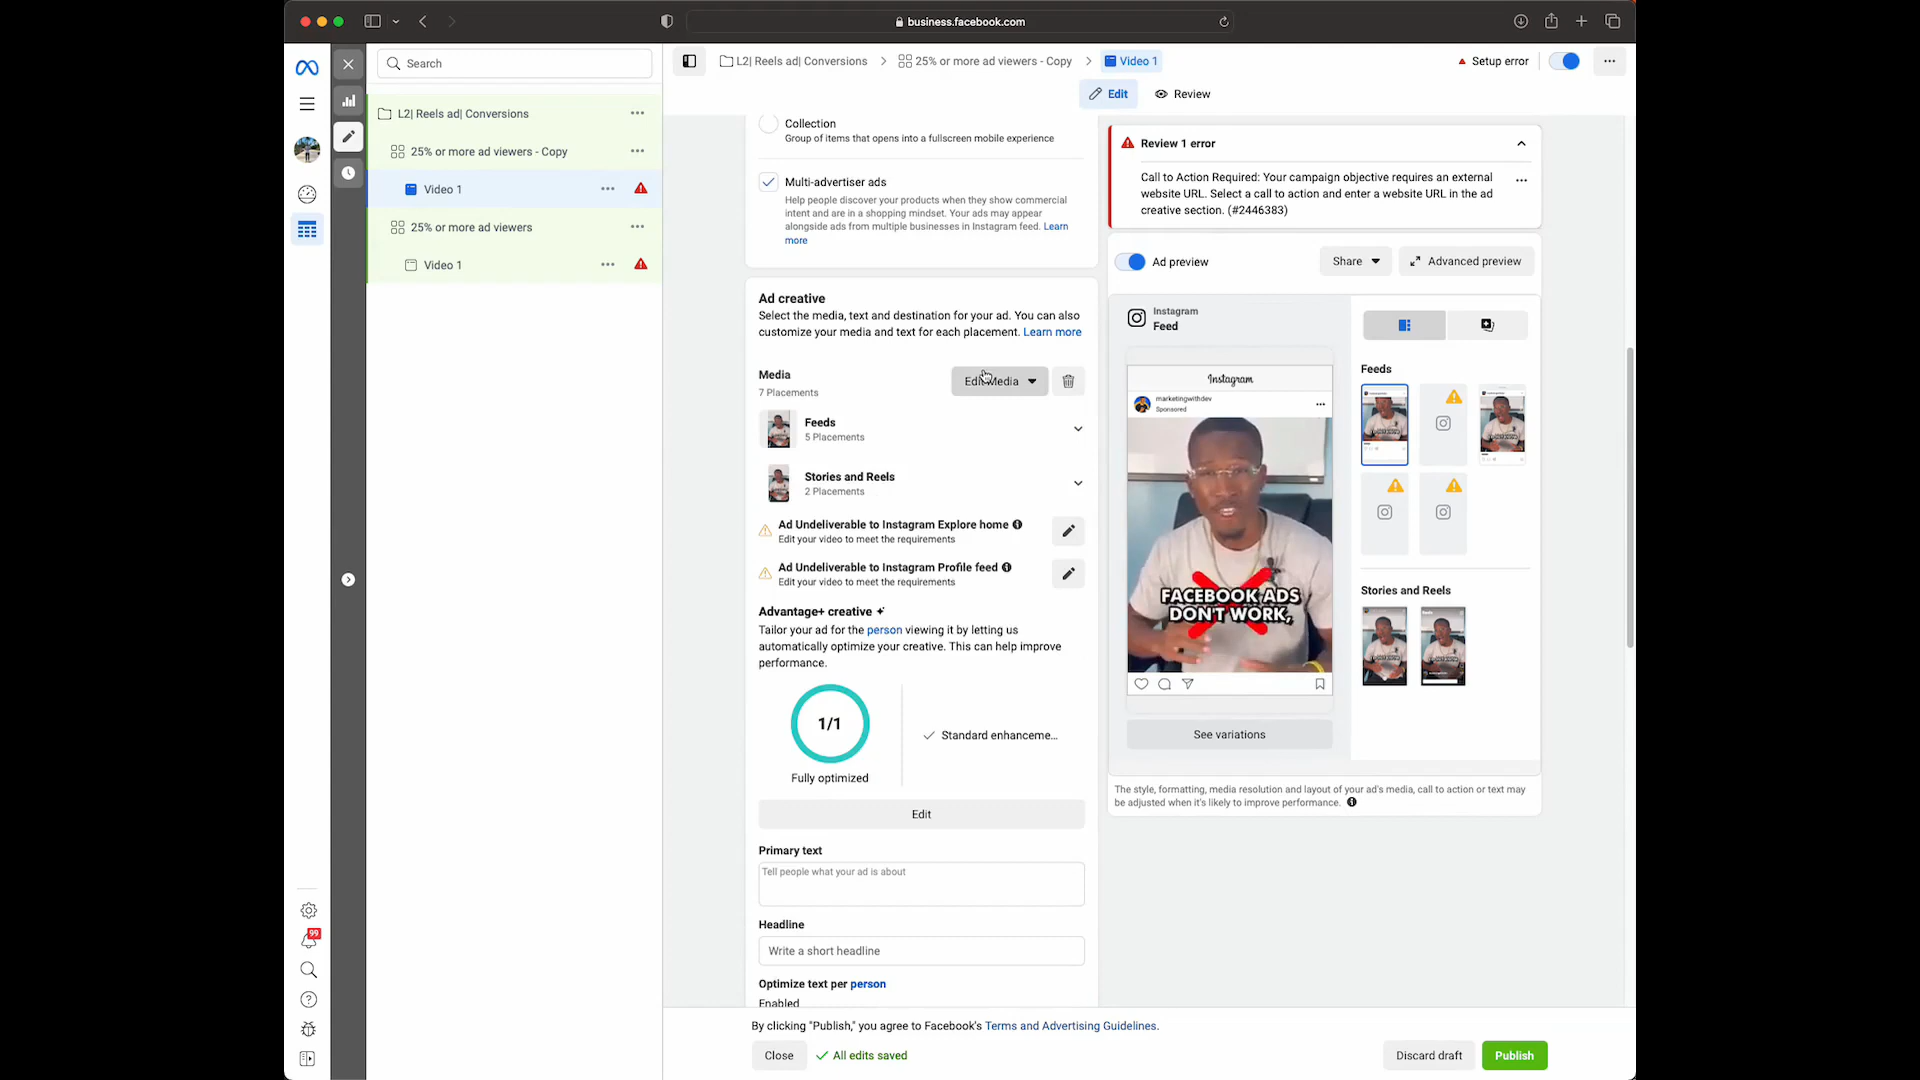 business.facebook.com
Search
L2| Reels ad| Conversions
25% or more ad viewers - Copy
Video 1
25% or more ad viewers
Video 1
99
L2| Reels ad| Conversions
25% or more ad viewers - Copy
Video 1
Setup error
Edit
Review
Collection
Group of items that opens into a fullscreen mobile experience
Multi-advertiser ads
Help people discover your products when they show commercial
intent and are in a shopping mindset. Your ads may appear
alongside ads from multiple businesses in Instagram feed. Learn
more
Ad creative
Select the media, text and destination for your ad. You can also
customize your media and text for each placement. Learn more
Media
7 Placements
Edit Media
Feeds
5 Placements
Stories and Reels
2 Placements
Ad Undeliverable to Instagram Explore home
Edit your video to meet the requirements
Ad Undeliverable to Instagram Profile feed
Edit your video to meet the requirements
Advantage+ creative
Tailor your ad for the person viewing it by letting us
automatically optimize your creative. This can help improve
performance.
1/1
Fully optimized
Standard enhanceme...
Edit
Primary text
Tell people what your ad is about
Headline
Write a short headline
Optimize text per person
Enabled
Review 1 error
Call to Action Required: Your campaign objective requires an external
website URL. Select a call to action and enter a website URL in the ad
creative section. (#2446383)
Ad preview
Share
Advanced preview
Instagram
Feed
Instagram
marketingwithdev
Sponsored
FACEBOOK ADS
DON'T WORK,
See variations
Feeds
Stories and Reels
The style, formatting, media resolution and layout of your ad's media, call to action or text may
be adjusted when it's likely to improve performance.
By clicking "Publish," you agree to Facebook's Terms and Advertising Guidelines.
Close
All edits saved
Discard draft
Publish